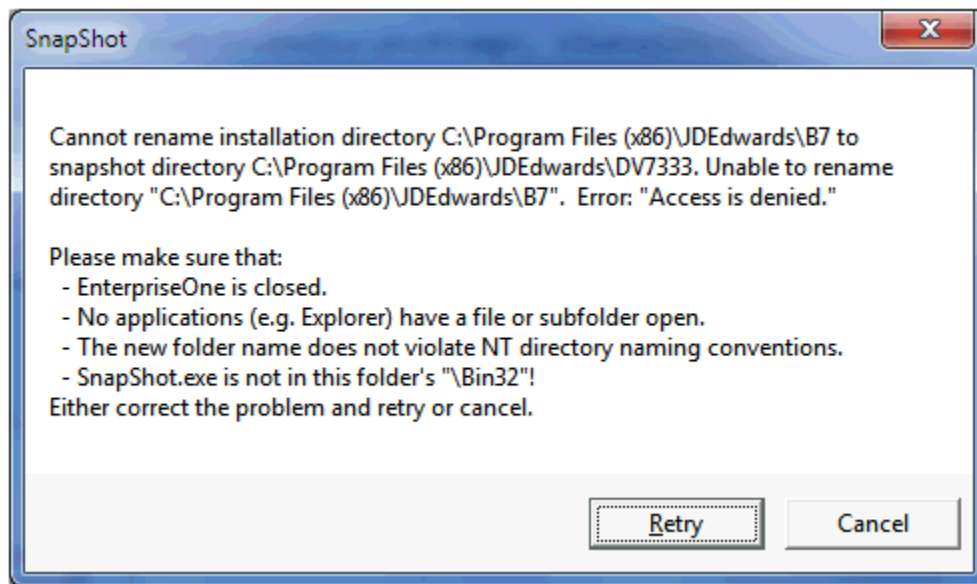 SnapShot
Cannot rename installation directory C:\Program Files (x86)\JDEdwards\B7 to
snapshot directory C:\Program Files (x86)\JDEdwards\DV7333. Unable to rename
directory "C:\Program Files (x86)\JDEdwards\B7".  Error: "Access is denied."
Please make sure that:
- EnterpriseOne is closed.
- No applications (e.g. Explorer) have a file or subfolder open.
- The new folder name does not violate NT directory naming conventions.
- SnapShot.exe is not in this folder's "\Bin32"!
Either correct the problem and retry or cancel.
Retry Cancel